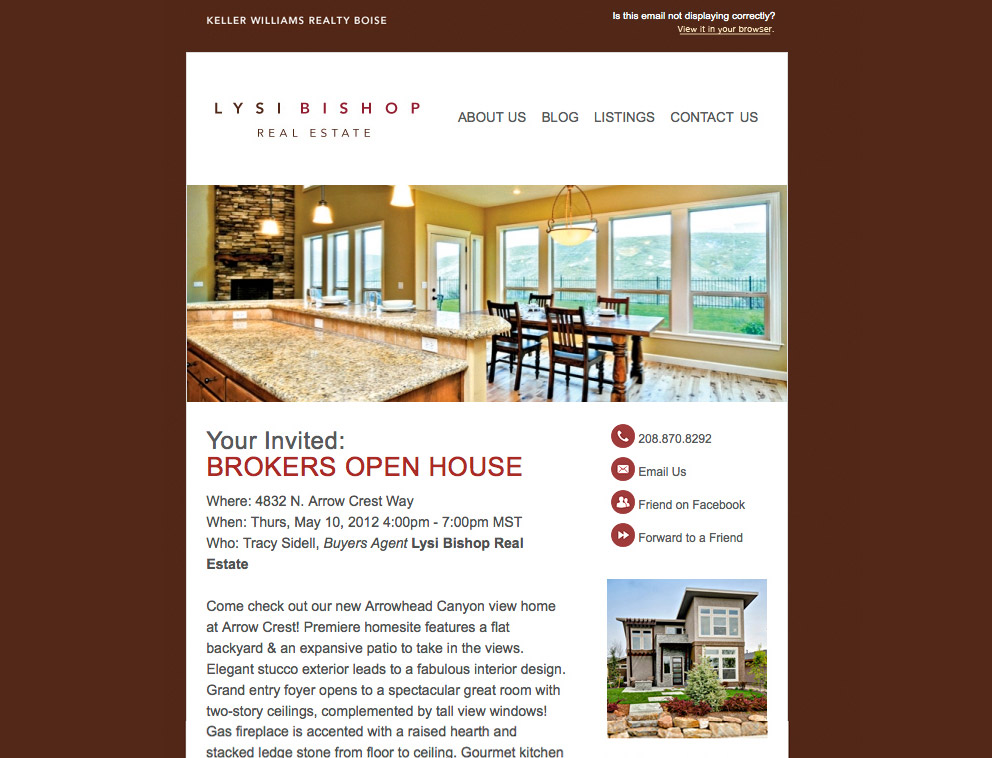 KELLER WILLIAMS REALTY BOISE
Is this email not displaying correctly?
View it in your browser.
LYSI BISHOP
REAL ESTATE
ABOUT US BLOG LISTINGS CONTACT US
Your Invited:
BROKERS OPEN HOUSE
Where: 4832 N. Arrow Crest Way
When: Thurs, May 10, 2012 4:00pm - 7:00pm MST
Who: Tracy Sidell, Buyers Agent Lysi Bishop Real
Estate
Come check out our new Arrowhead Canyon view home
at Arrow Crest! Premiere homesite features a flat
backyard & an expansive patio to take in the views.
Elegant stucco exterior leads to a fabulous interior design.
Grand entry foyer opens to a spectacular great room with
two-story ceilings, complemented by tall view windows!
Gas fireplace is accented with a raised hearth and
stacked ledge stone from floor to ceiling. Gourmet kitchen
208.870.8292
Email Us
Friend on Facebook
Forward to a Friend